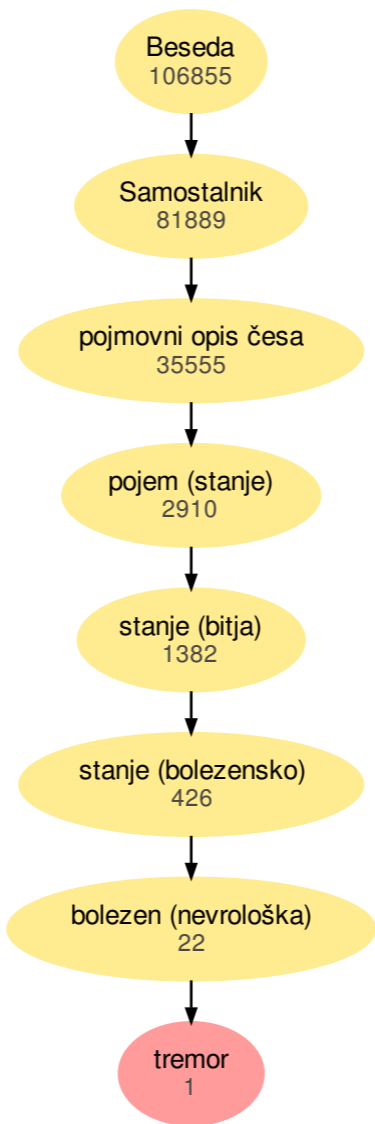 Beseda
106855
Samostalnik
81889
pojmovni opis česa
35555
pojem (stanje)
2910
stanje (bitja)
1382
stanje (bolezensko)
426
bolezen (nevrološka)
22
tremor
1